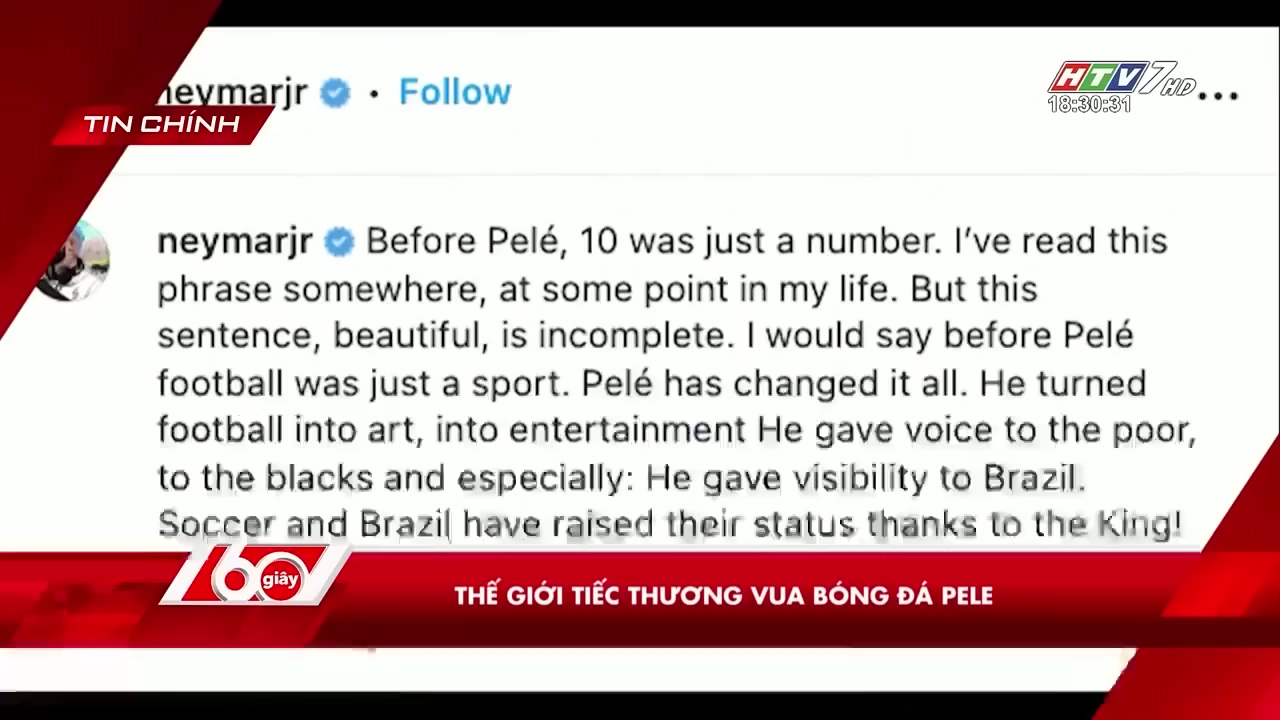 neymarjr • Follow
HTV7 HD
18:30:31
TIN CHÍNH
neymarjr Before Pelé, 10 was just a number. I've read this
phrase somewhere, at some point in my life. But this
sentence, beautiful, is incomplete. I would say before Pelé
football was just a sport. Pelé has changed it all. He turned
football into art, into entertainment He gave voice to the poor,
to the blacks and especially: He gave visibility to Brazil.
Soccer and Brazil have raised their status thanks to the King!
60 giây
THẾ GIỚI TIẾC THƯƠNG VUA BÓNG ĐÁ PELE